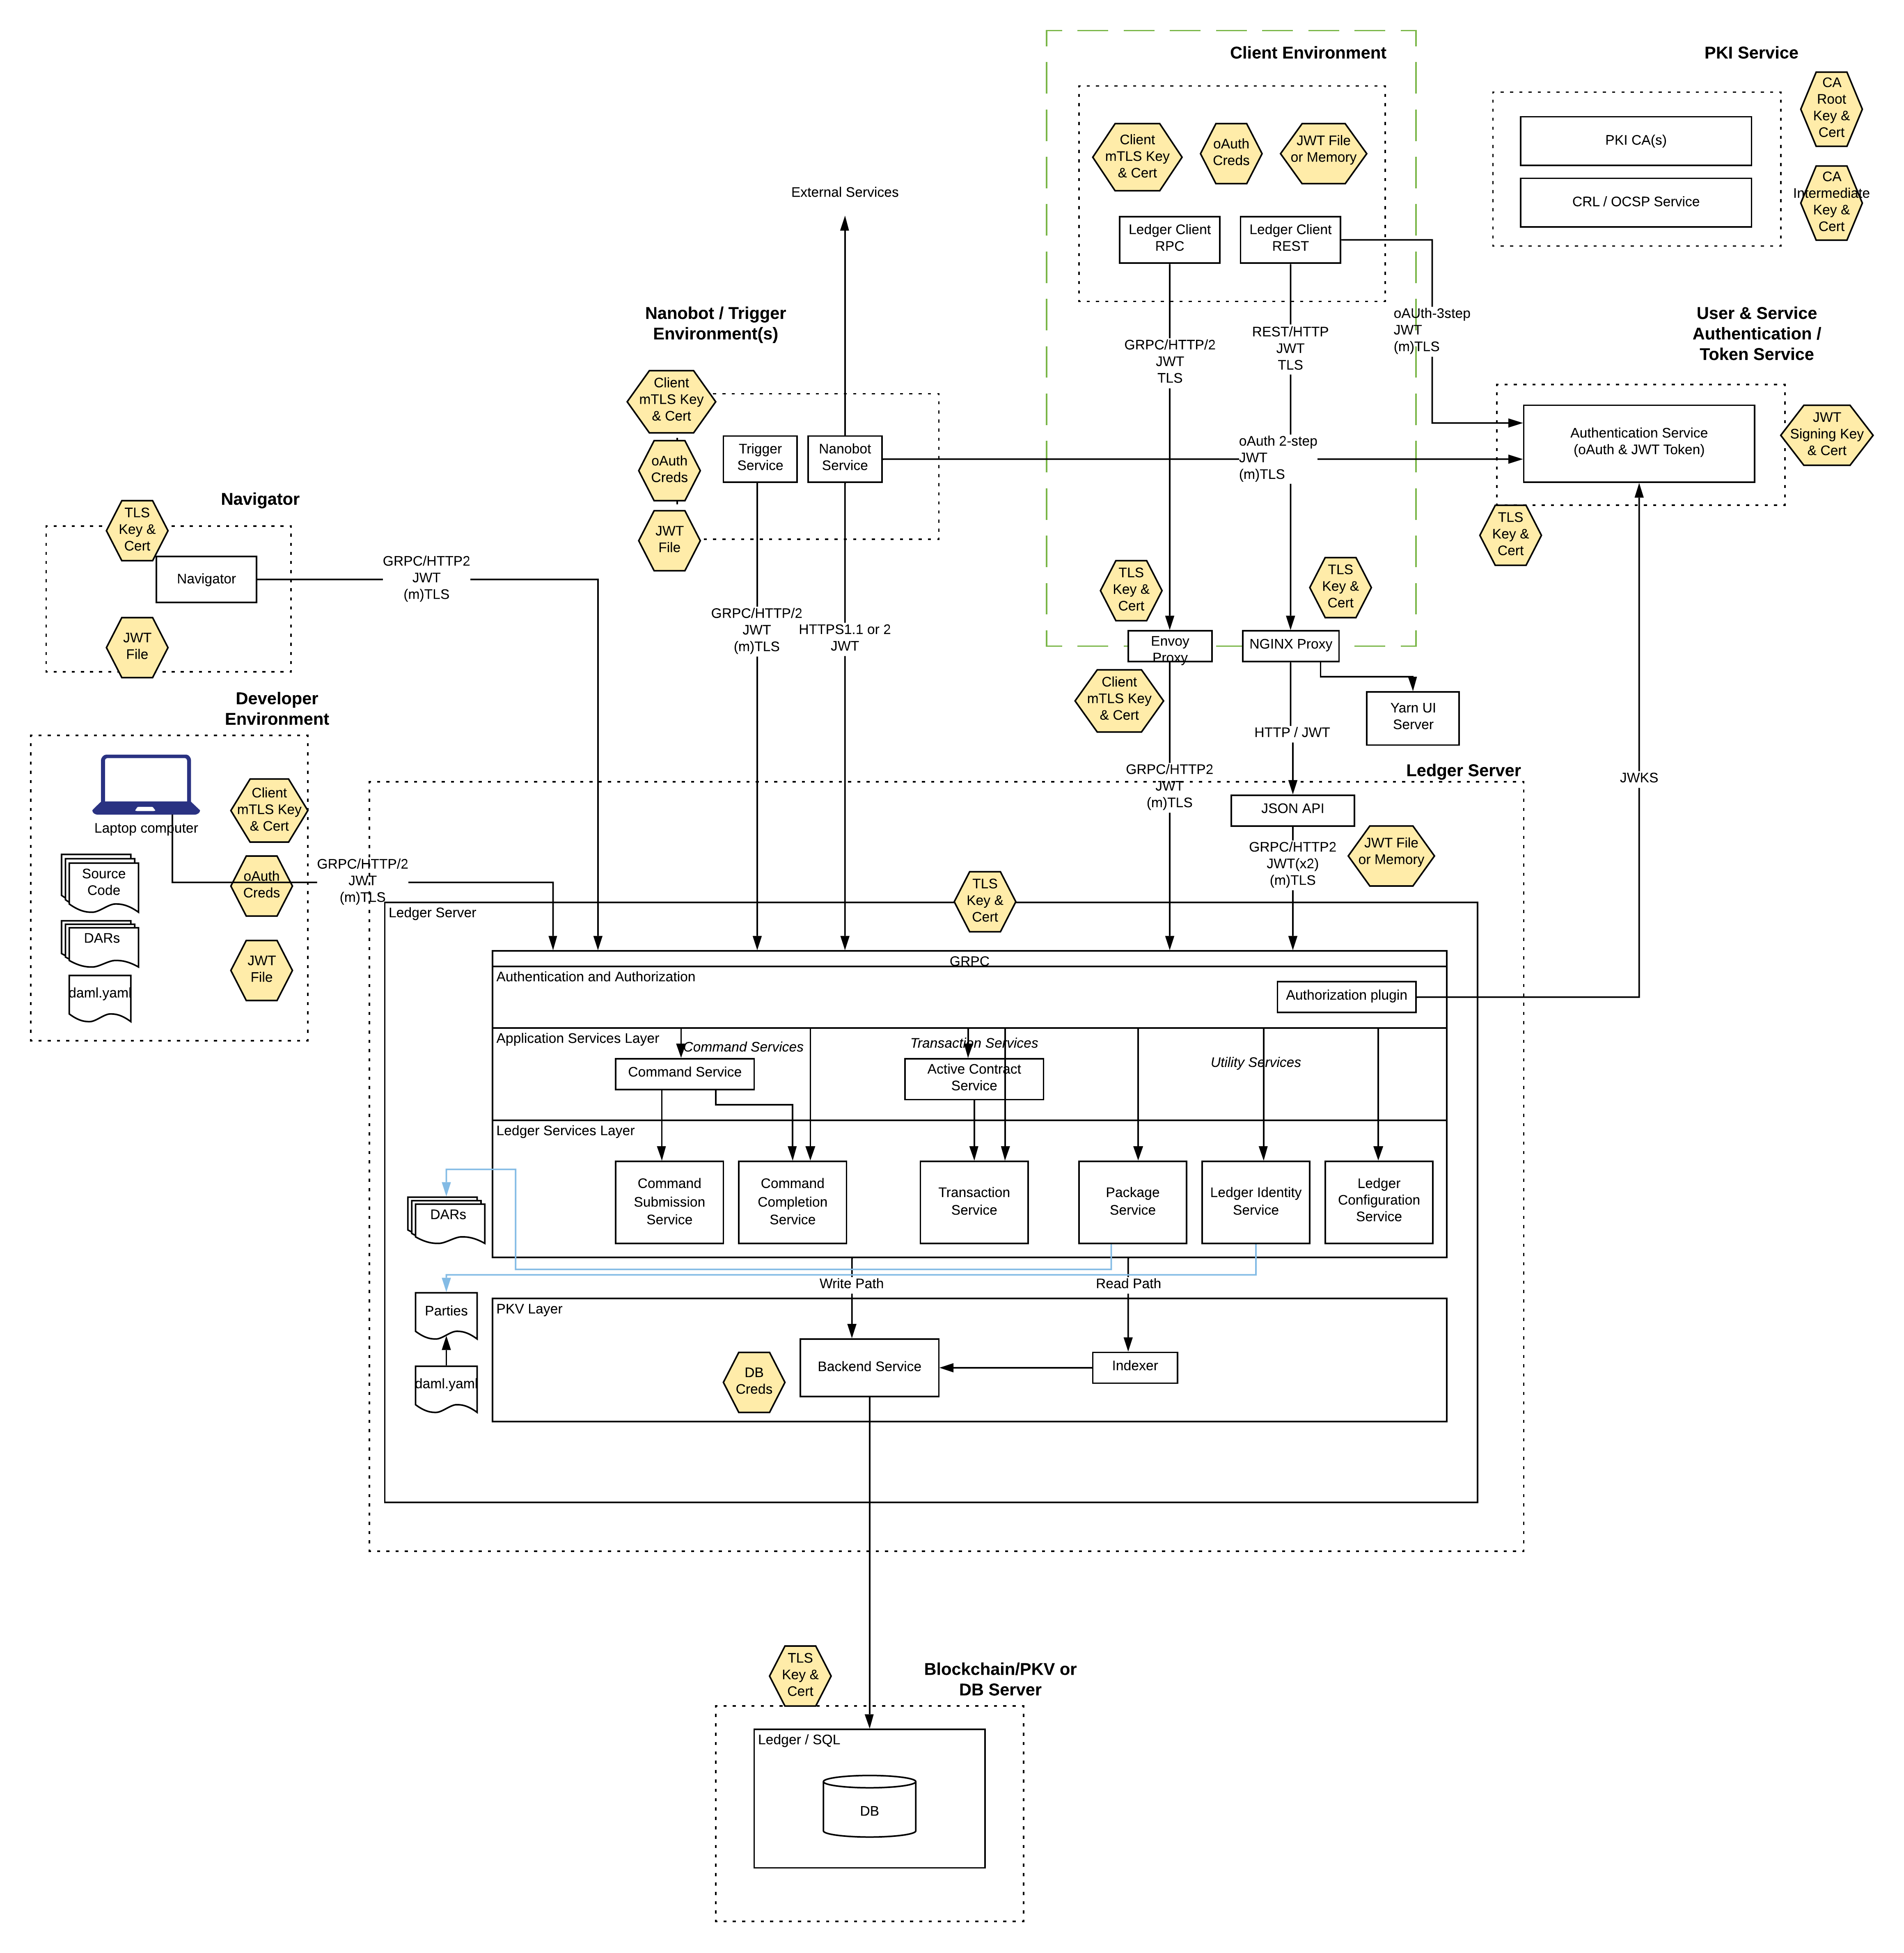 Client Environment
PKI Service
CA
Root
Key &
Cert
PKI CA(s)
CA
Intermediate
Key &
Cert
CRL / OCSP Service
Client
mTLS Key
& Cert
oAuth
Creds
JWT File
or Memory
External Services
Ledger Client
RPC
Ledger Client
REST
Nanobot / Trigger
Environment(s)
GRPC/HTTP/2
JWT
TLS
REST/HTTP
JWT
TLS
oAUth-3step
JWT
(m)TLS
User & Service
Authentication /
Token Service
Client
mTLS Key
& Cert
oAuth
Creds
JWT
File
Trigger
Service
Nanobot
Service
oAuth 2-step
JWT
(m)TLS
Authentication Service
(oAuth & JWT Token)
JWT
Signing Key
& Cert
TLS
Key &
Cert
Navigator
TLS
Key &
Cert
Navigator
JWT
File
GRPC/HTTP2
JWT
(m)TLS
GRPC/HTTP/2
JWT
(m)TLS
HTTPS1.1 or 2
JWT
TLS
Key &
Cert
TLS
Key &
Cert
Envoy
Proxy
NGINX Proxy
Client
mTLS Key
& Cert
Yarn UI
Server
HTTP / JWT
Developer
Environment
Laptop computer
Client
mTLS Key
& Cert
Source
Code
oAuth
Creds
DARs
JWT
File
daml.yaml
GRPC/HTTP/2
JWT
(m)TLS
GRPC/HTTP2
JWT
(m)TLS
Ledger Server
JWKS
JSON API
GRPC/HTTP2
JWT(x2)
(m)TLS
JWT File
or Memory
TLS
Key &
Cert
Ledger Server
GRPC
Authentication and Authorization
Authorization plugin
Application Services Layer
Command Services
Transaction Services
Utility Services
Command Service
Active Contract
Service
Ledger Services Layer
Command
Submission
Service
Command
Completion
Service
Transaction
Service
Package
Service
Ledger Identity
Service
Ledger
Configuration
Service
DARs
Write Path
Read Path
Parties
PKV Layer
daml.yaml
DB
Creds
Backend Service
Indexer
TLS
Key &
Cert
Blockchain/PKV or
DB Server
Ledger / SQL
DB